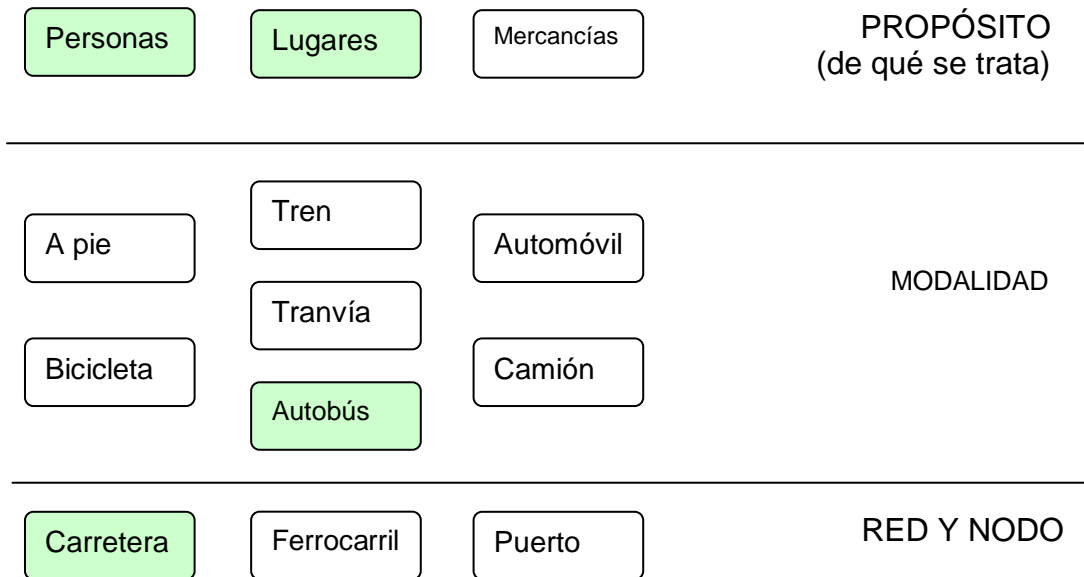 Personas
Lugares
Mercancías
PROPÓSITO
(de qué se trata)
A pie
Tren
Automóvil
Tranvía
MODALIDAD
Bicicleta
Autobús
Camión
Carretera
Ferrocarril
Puerto
RED Y NODO